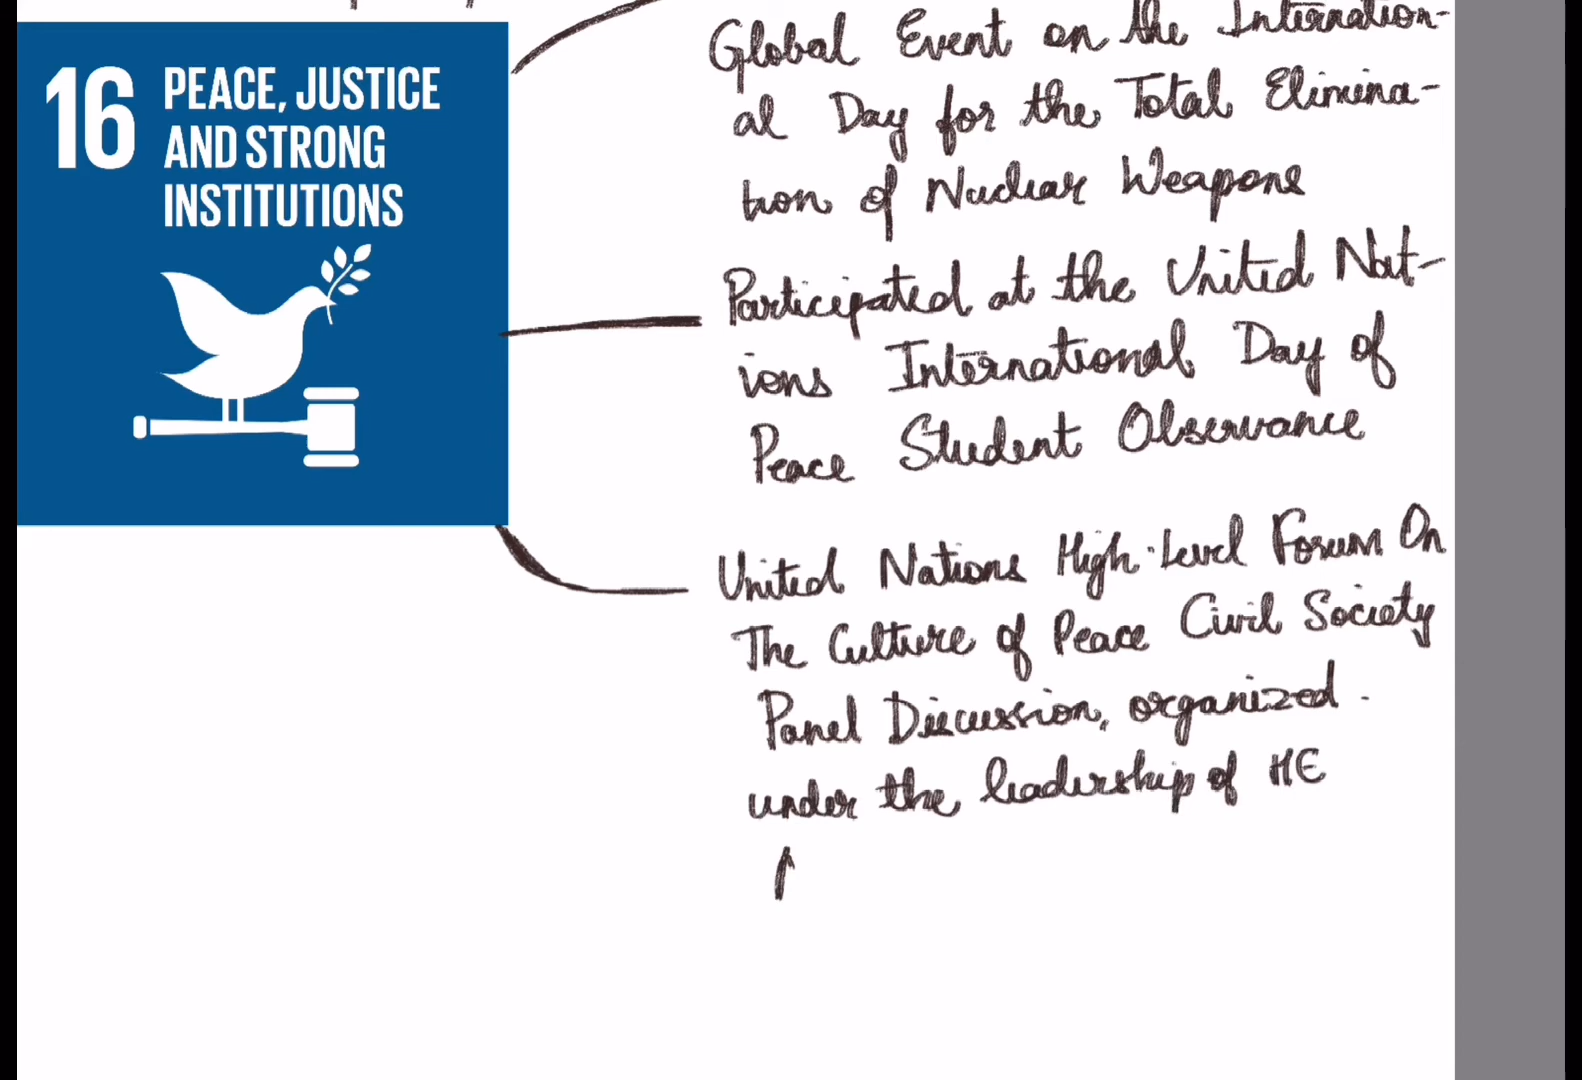 16 PEACE, JUSTICE
AND STRONG
INSTITUTIONS
Global Event on the Internation-
al Day for the Total Elimina-
tion of Nuclear Weapons
Participated at the United Nat-
ions International Day of
Peace Student Observance
United Nations High-Level Forum On
The Culture of Peace Civil Society
Panel Discussion, organized
under the leadership of HE